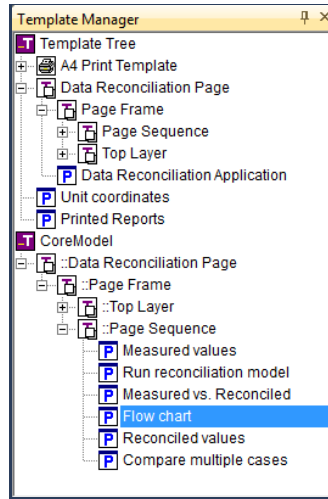 Template Manager
Template Tree
A4 Print Template
Data Reconciliation Page
Page Frame
Page Sequence
Top Layer
Data Reconciliation Application
Unit coordinates
Printed Reports
CoreModel
::Data Reconciliation Page
::Page Frame
::Top Layer
::Page Sequence
Measured values
Run reconciliation model
Measured vs. Reconciled
Flow chart
Reconciled values
Compare multiple cases